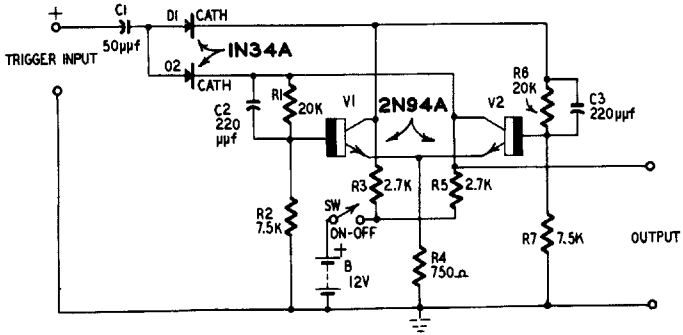 +
C1
50µµf
TRIGGER INPUT
D1
CATH
1N34A
D2
CATH
R1
20K
C2
220
µµf
V1
2N94A
V2
R6
20K
C3
220µµf
R2
7.5K
R3
2.7K
R5
2.7K
SW
ON-OFF
+
B
12V
R4
750Ω
R7
7.5K
OUTPUT